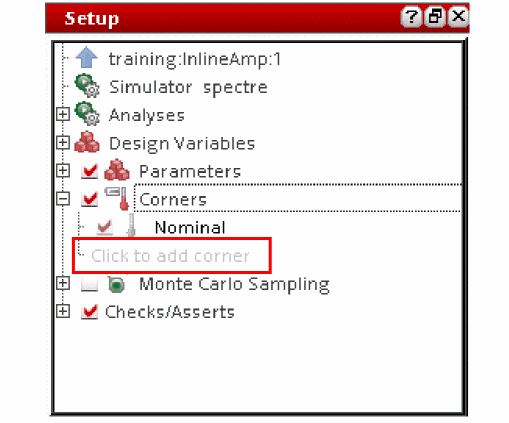 Setup
training:InlineAmp:1
Simulator spectre
Analyses
Design Variables
Parameters
Corners
Nominal
Click to add corner
Monte Carlo Sampling
Checks/Asserts